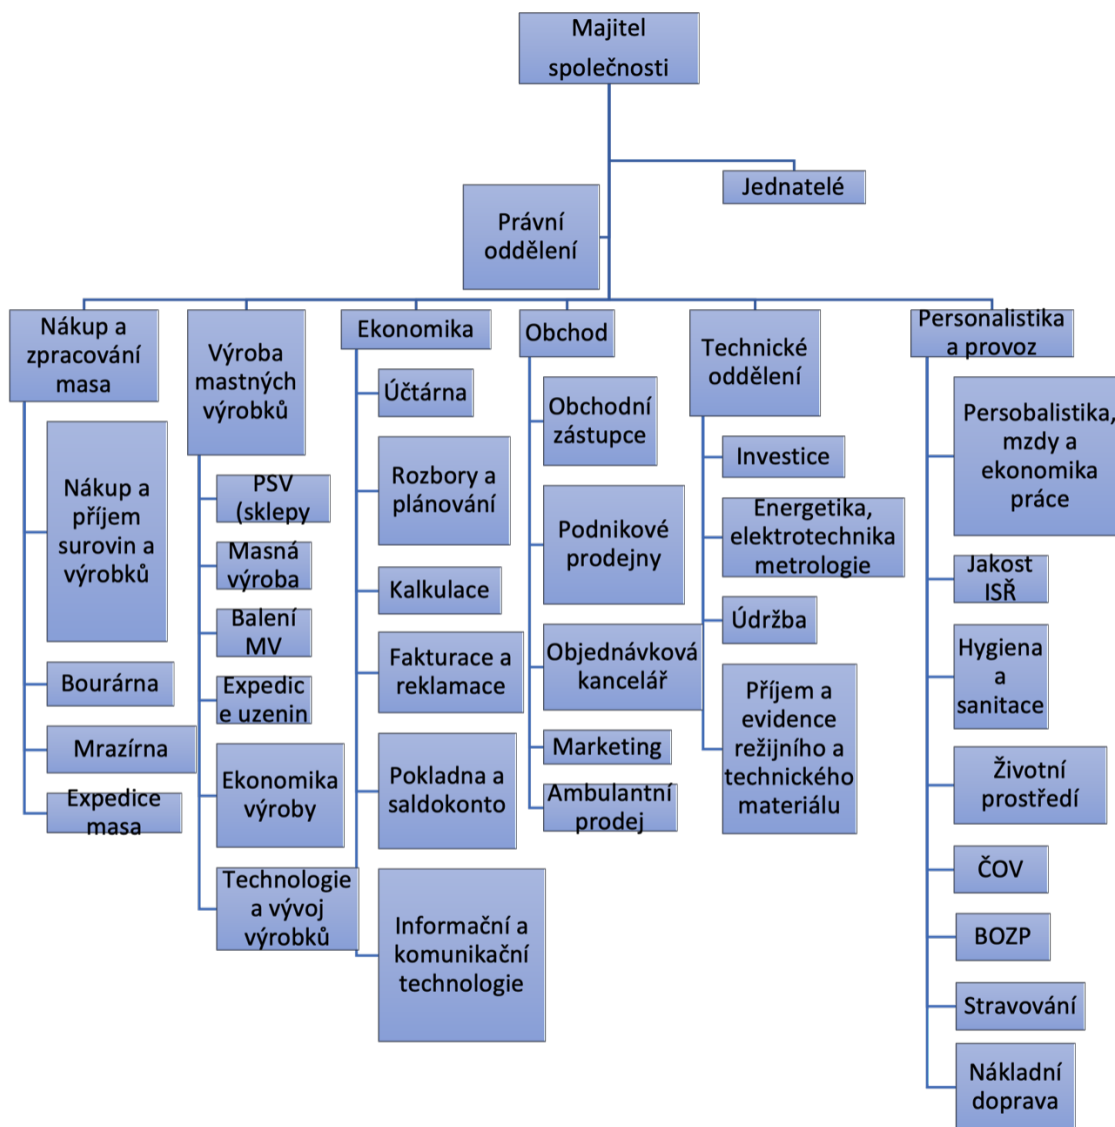 Majitel
společnosti
Jednatelé
Právní
oddělení
Nákup a
zpracování
masa
Nákup a
příjem
surovin a
výrobků
Bourárna
Mrazírna
Expedice
masa
Výroba
mastných
výrobků
PSV
(sklepy
Masná
výroba
Balení
MV
Expedic
e uzenin
Ekonomika
výroby
Technologie
a vývoj
výrobků
Ekonomika
Účtárna
Rozbory a
plánování
Kalkulace
Fakturace a
reklamace
Pokladna a
saldokonto
Informační a
komunikační
technologie
Obchod
Obchodní
zástupce
Podnikové
prodejny
Objednávková
kancelář
Marketing
Ambulantní
prodej
Technické
oddělení
Investice
Energetika,
elektrotechnika
metrologie
Údržba
Příjem a
evidence
režijního a
technického
materiálu
Personalistika
a provoz
Persobalistika,
mzdy a
ekonomika
práce
Jakost
ISŘ
Hygiena
a
sanitace
Životní
prostředí
ČOV
BOZP
Stravování
Nákladní
doprava